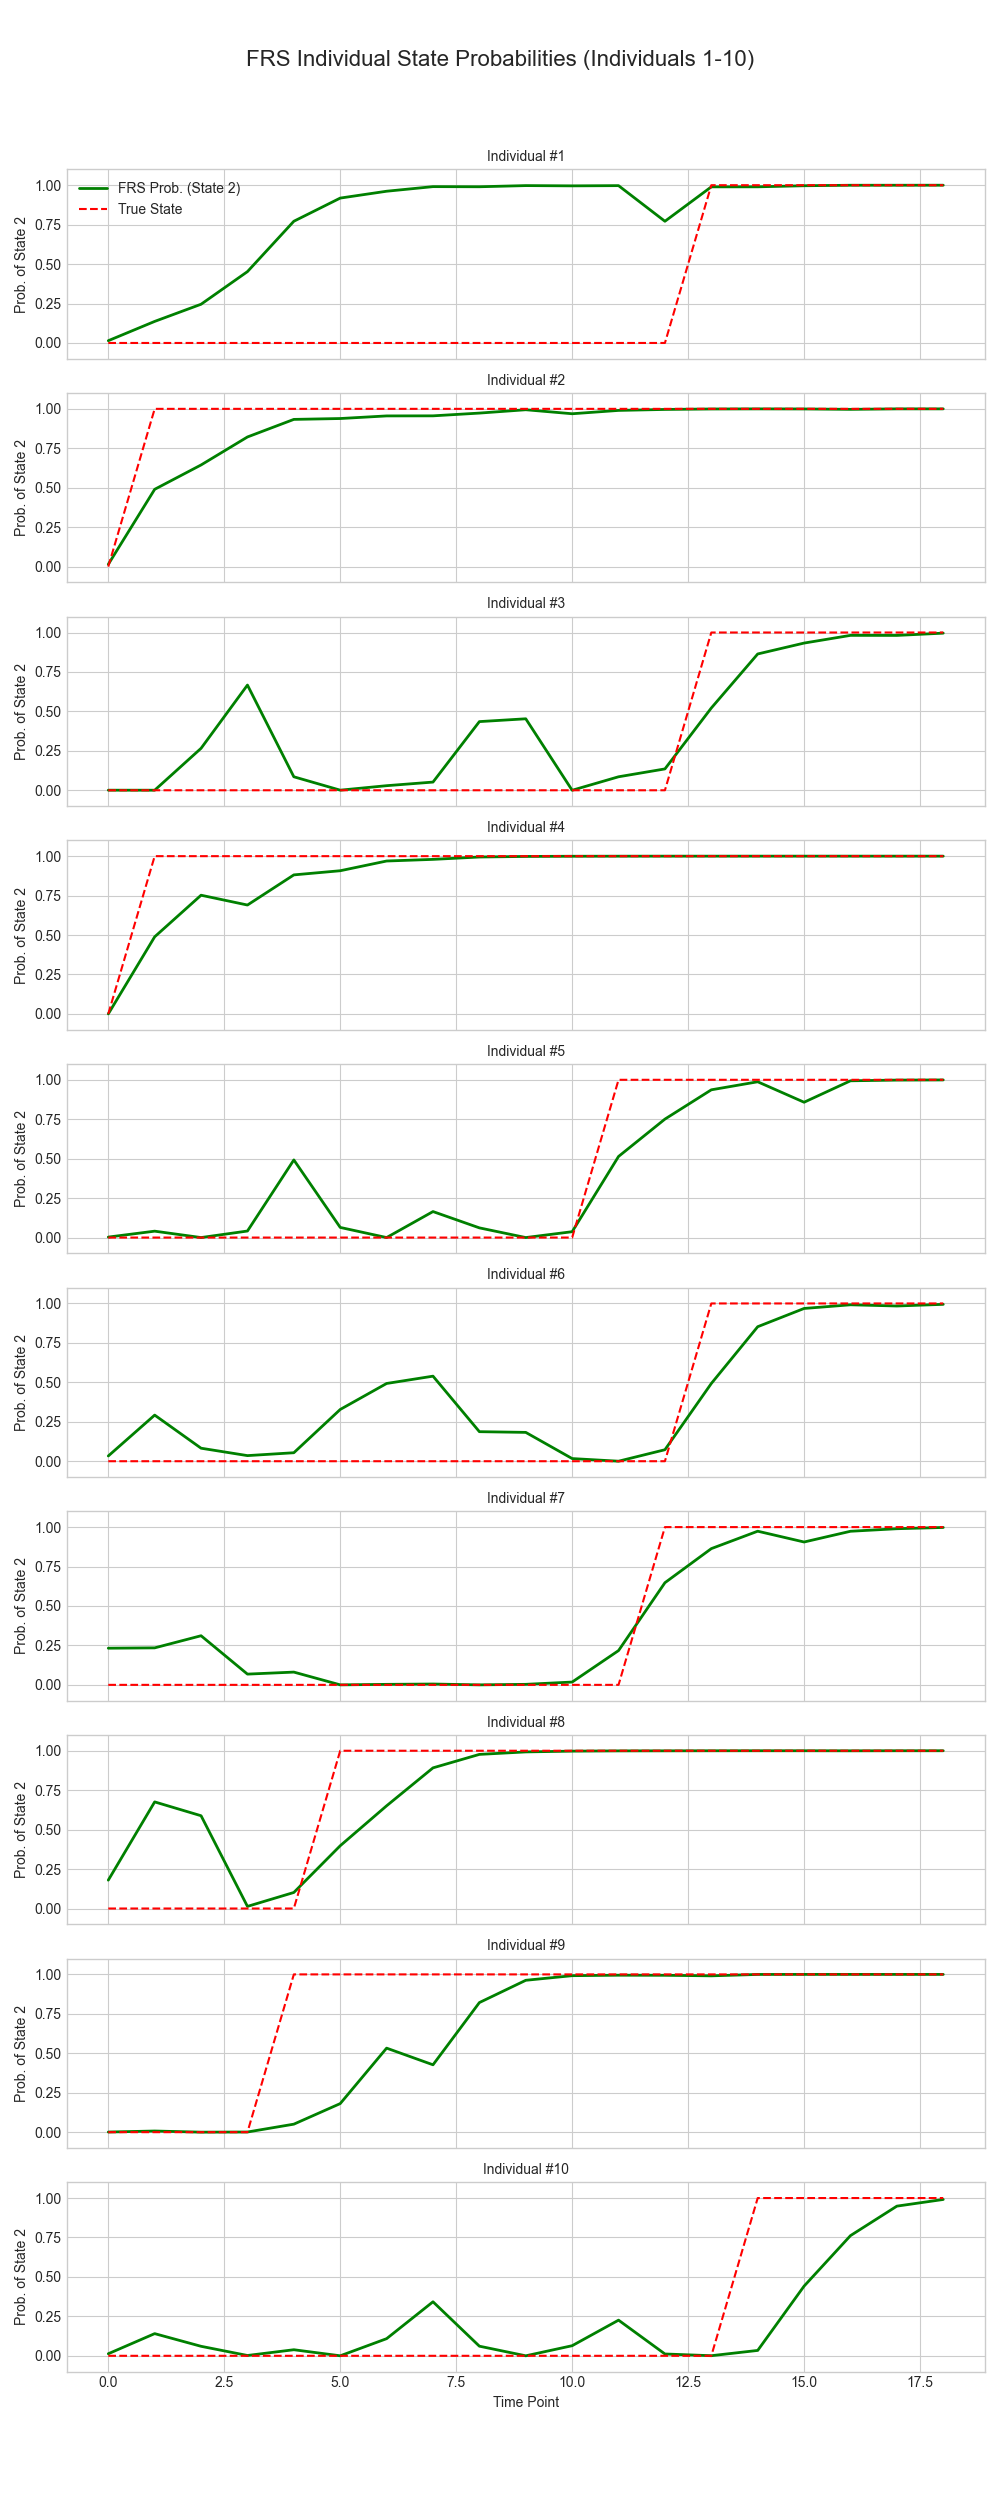 FRS Individual State Probabilities (Individuals 1-10)
Individual #1
1.00
0.75
0.50
0.25
0.00
Prob. of State 2
FRS Prob. (State 2)
True State
Individual #2
1.00
0.75
0.50
0.25
0.00
Prob. of State 2
Individual #3
1.00
0.75
0.50
0.25
0.00
Prob. of State 2
Individual #4
1.00
0.75
0.50
0.25
0.00
Prob. of State 2
Individual #5
1.00
0.75
0.50
0.25
0.00
Prob. of State 2
Individual #6
1.00
0.75
0.50
0.25
0.00
Prob. of State 2
Individual #7
1.00
0.75
0.50
0.25
0.00
Prob. of State 2
Individual #8
1.00
0.75
0.50
0.25
0.00
Prob. of State 2
Individual #9
1.00
0.75
0.50
0.25
0.00
Prob. of State 2
Individual #10
1.00
0.75
0.50
0.25
0.00
Prob. of State 2
0.0 2.5 5.0 7.5 10.0 12.5 15.0 17.5
Time Point